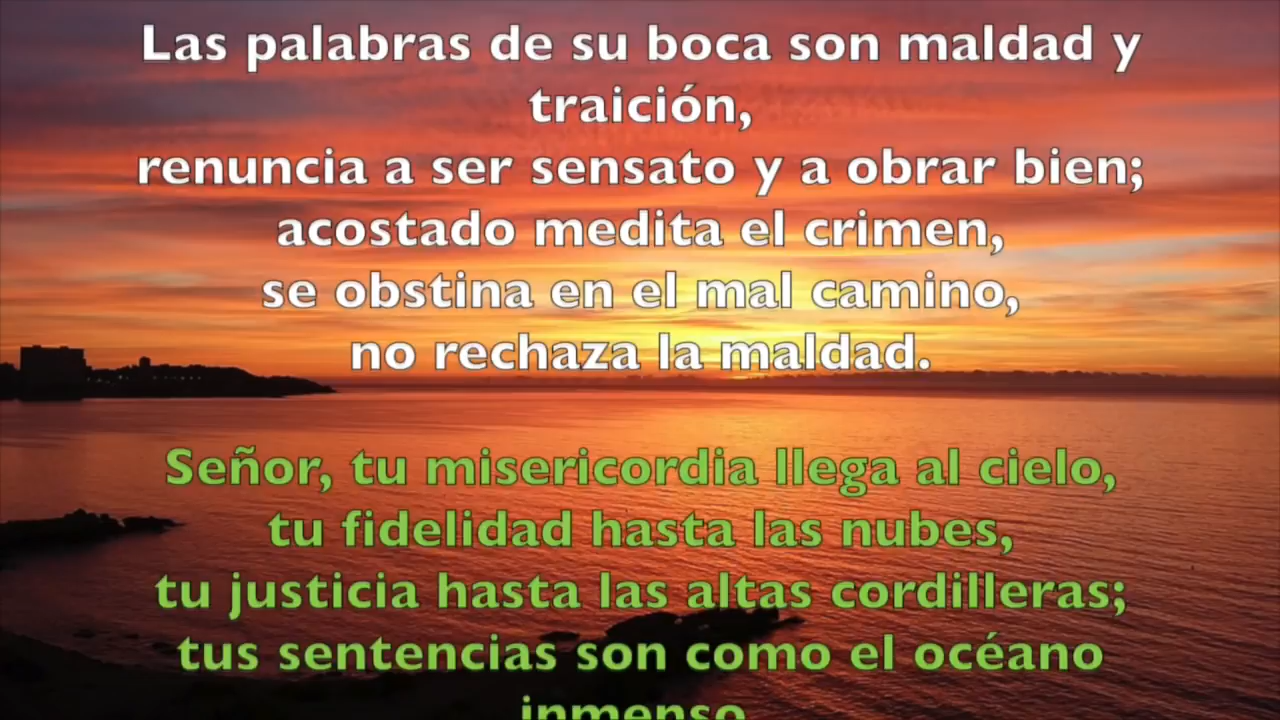 Las palabras de su boca son maldad y
traición,
renuncia a ser sensato y a obrar bien;
acostado medita el crimen,
se obstina en el mal camino,
no rechaza la maldad.
Señor, tu misericordia llega al cielo,
tu fidelidad hasta las nubes,
tu justicia hasta las altas cordilleras;
tus sentencias son como el océano
inmenso